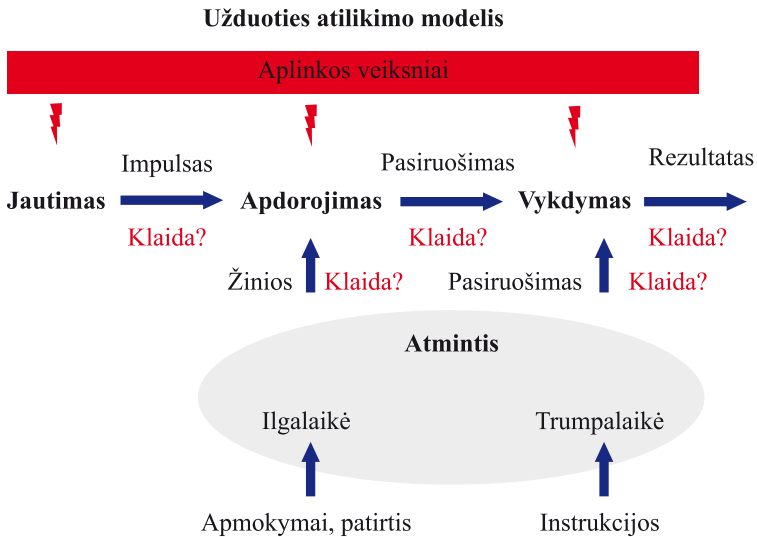 Užduoties atilikimo modelis
Aplinkos veiksniai
Impulsas
Pasiruošimas
Rezultatas
Jautimas
Apdorojimas
Vykdymas
Klaida?
Klaida?
Klaida?
Žinios
Klaida?
Pasiruošimas
Klaida?
Atmintis
Ilgalaikė
Trumpalaikė
Apmokymai, patirtis
Instrukcijos